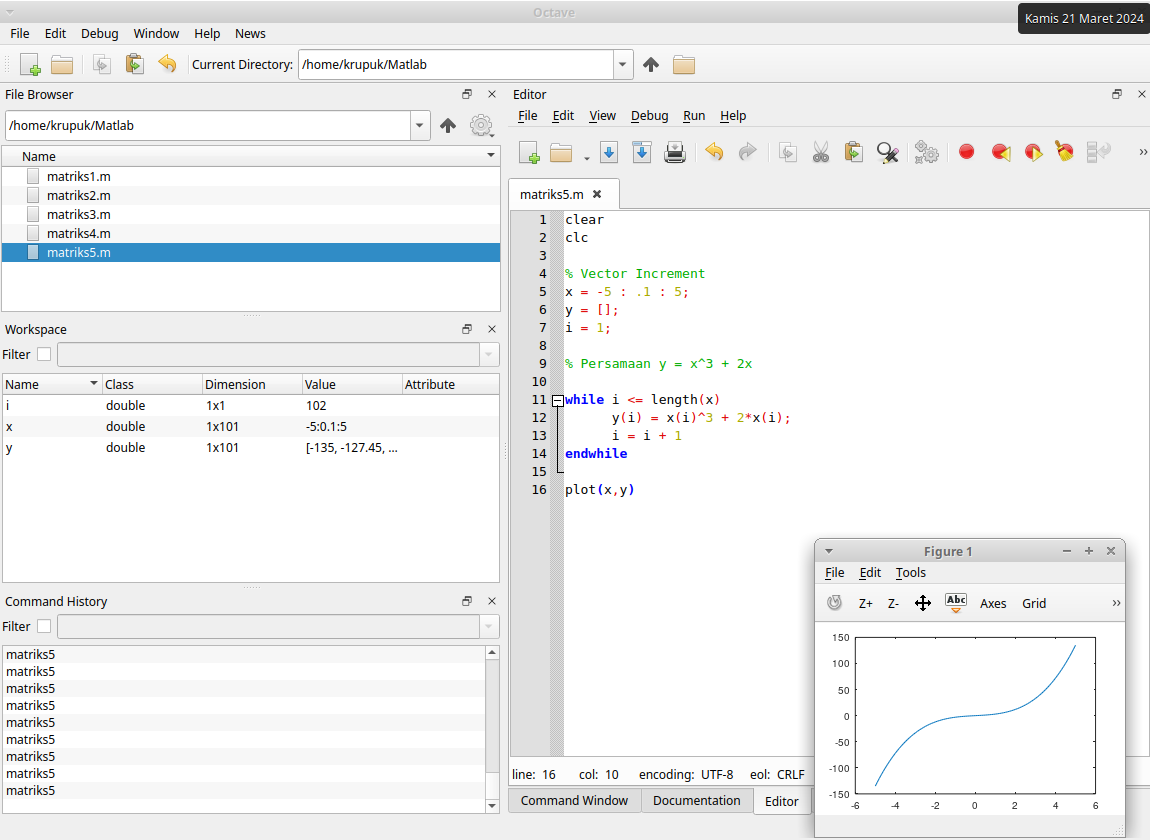 Octave
Kamis 21 Maret 2024
File Edit Debug Window Help News
Current Directory: /home/krupuk/Matlab
File Browser
/home/krupuk/Matlab
Name
matriks1.m
matriks2.m
matriks3.m
matriks4.m
matriks5.m
Workspace
Filter
Name Class Dimension Value Attribute
i double 1x1 102
x double 1x101 -5:0.1:5
y double 1x101 [-135, -127.45, ...
Command History
Filter
matriks5
matriks5
matriks5
matriks5
matriks5
matriks5
matriks5
matriks5
matriks5
Editor
File Edit View Debug Run Help
matriks5.m
1 clear
2 clc
3
4 % Vector Increment
5 x = -5 : .1 : 5;
6 y = [];
7 i = 1;
8
9 % Persamaan y = x^3 + 2x
10
11 while i <= length(x)
12 y(i) = x(i)^3 + 2*x(i);
13 i = i + 1
14 endwhile
15
16 plot(x,y)
line: 16 col: 10 encoding: UTF-8 eol: CRLF
Command Window Documentation Editor
Figure 1
File Edit Tools
Z+ Z- Abc Axes Grid
150
100
50
0
-50
-100
-150
-6 -4 -2 0 2 4 6